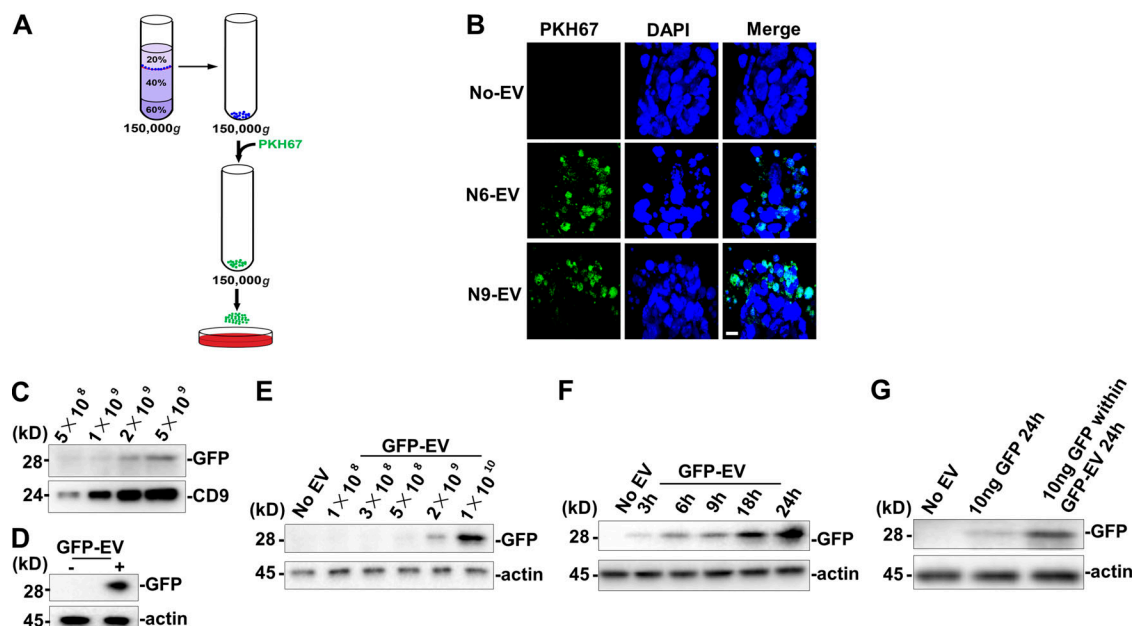 A
20%
40%
60%
150,000g
150,000g
PKH67
150,000g
B
PKH67 DAPI Merge
No-EV
N6-EV
N9-EV
C
(kD) 5×10⁸ 1×10⁹ 2×10⁹ 5×10⁹
28- -GFP
24- -CD9
D
GFP-EV
(kD) - +
28- -GFP
45- -actin
E
GFP-EV
(kD) No EV 1×10⁸ 3×10⁸ 5×10⁸ 2×10⁹ 1×10¹⁰
28- -GFP
45- -actin
F
GFP-EV
(kD) No EV 3h 6h 9h 18h 24h
28- -GFP
45- -actin
G
(kD) No EV 10ng GFP 24h 10ng GFP within GFP-EV 24h
28- -GFP
45- -actin